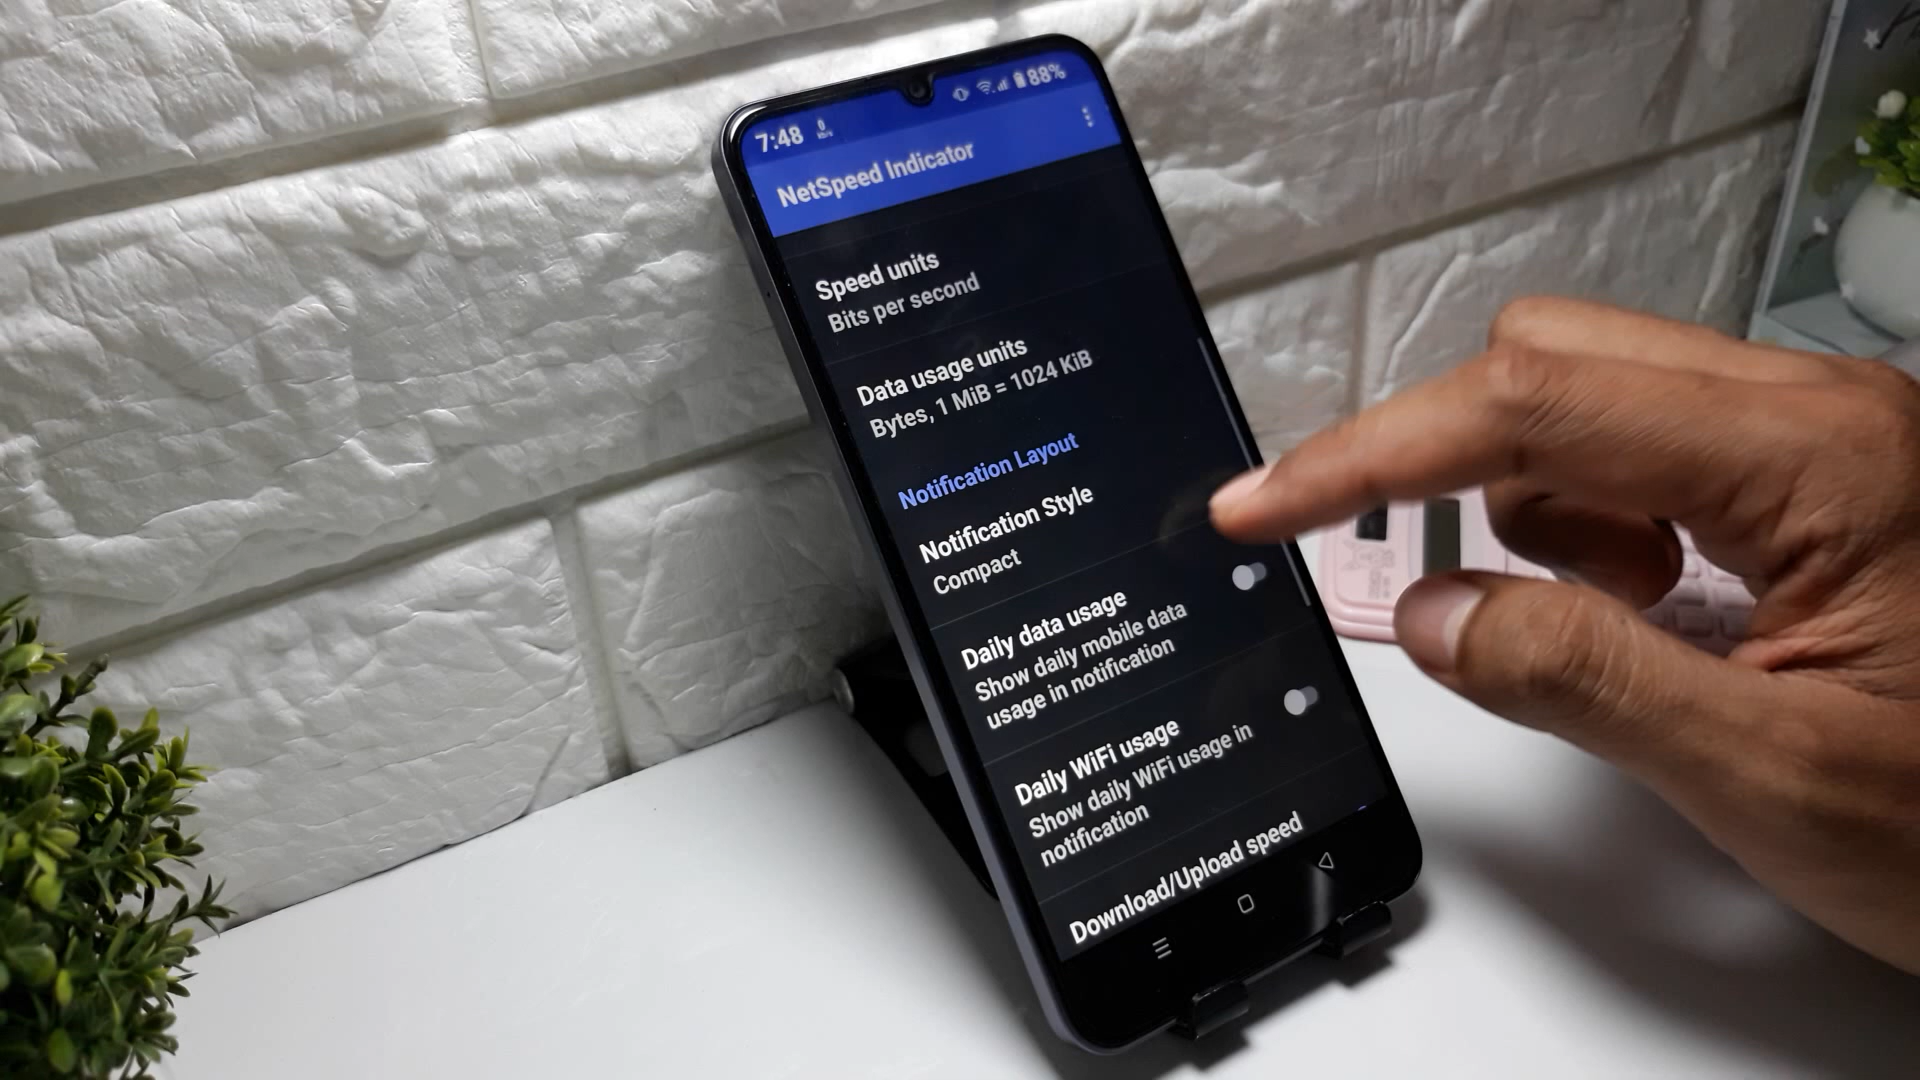 7:48
0
88%
NetSpeed Indicator
Speed units
Bits per second
Data usage units
Bytes, 1 MiB = 1024 KiB
Notification Layout
Notification Style
Compact
Daily data usage
Show daily mobile data
usage in notification
Daily WiFi usage
Show daily WiFi usage in
notification
Download/Upload speed